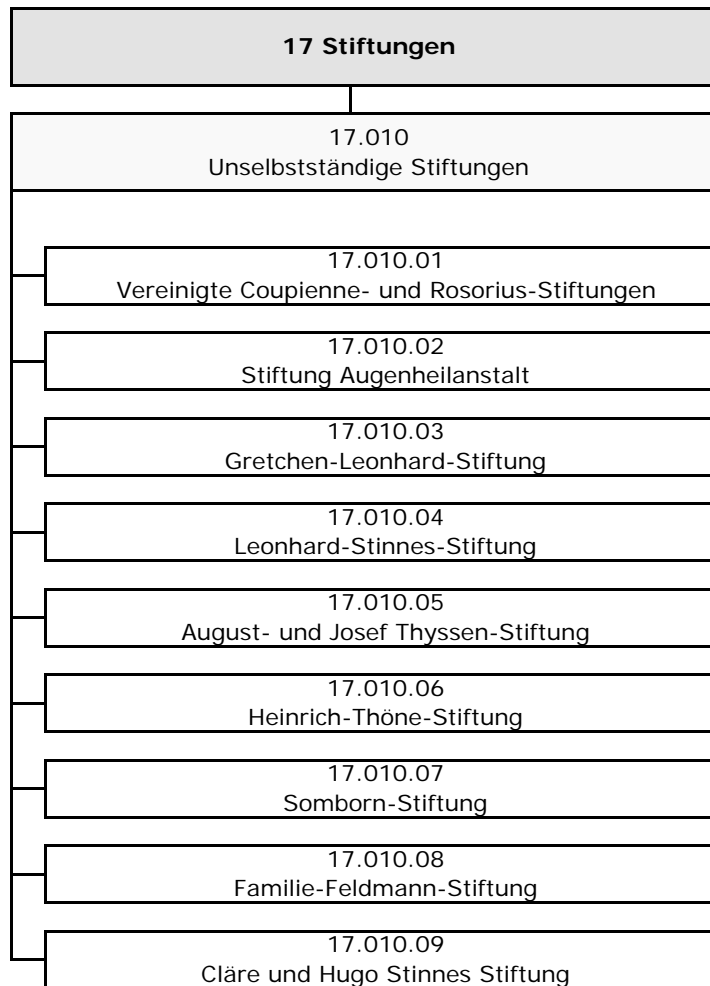 17 Stiftungen
17.010
Unselbstständige Stiftungen
17.010.01
Vereinigte Coupienne- und Rosorius-Stiftungen
17.010.02
Stiftung Augenheilanstalt
17.010.03
Gretchen-Leonhard-Stiftung
17.010.04
Leonhard-Stinnes-Stiftung
17.010.05
August- und Josef Thyssen-Stiftung
17.010.06
Heinrich-Thöne-Stiftung
17.010.07
Somborn-Stiftung
17.010.08
Familie-Feldmann-Stiftung
17.010.09
Cläre und Hugo Stinnes Stiftung